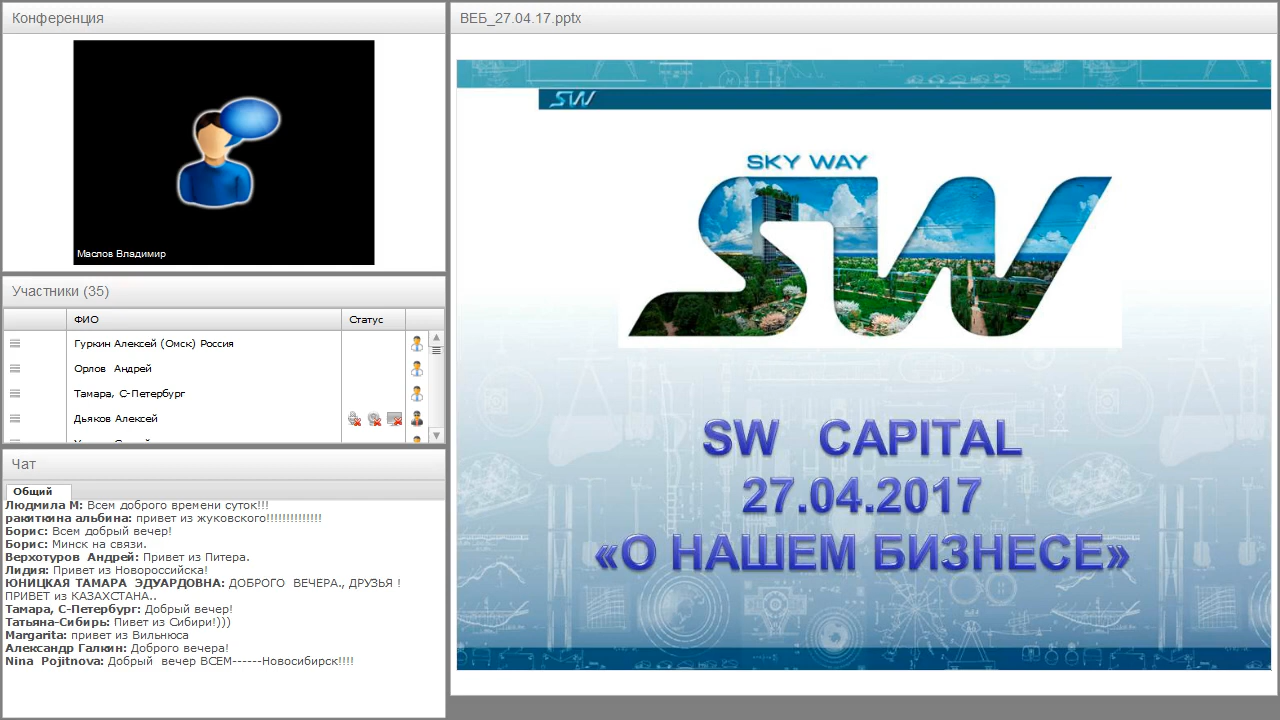 Конференция
Маслов Владимир
Участники (35)
ФИО Статус
Гуркин Алексей (Омск) Россия
Орлов Андрей
Тамара, С-Петербург
Дьяков Алексей
Чат
Общий
Людмила М: Всем доброго времени суток!!!
ракиткина альбина: привет из жуковского!!!!!!!!!!!!!!
Борис: Всем добрый вечер!
Борис: Минск на связи.
Верхотуров Андрей: Привет из Питера.
Лидия: Привет из Новороссийска!
ЮНИЦКАЯ ТАМАРА ЭДУАРДОВНА: ДОБРОГО ВЕЧЕРА., ДРУЗЬЯ !
ПРИВЕТ из КАЗАХСТАНА..
Тамара, С-Петербург: Добрый вечер!
Татьяна-Сибирь: Пивет из Сибири!)))
Margarita: привет из Вильнюса
Александр Галкин: Доброго вечера!
Nina Pojitnova: Добрый вечер ВСЕМ------Новосибирск!!!!
ВЕБ_27.04.17.pptx
SW
SKY WAY
SW
SW CAPITAL
27.04.2017
«О НАШЕМ БИЗНЕСЕ»